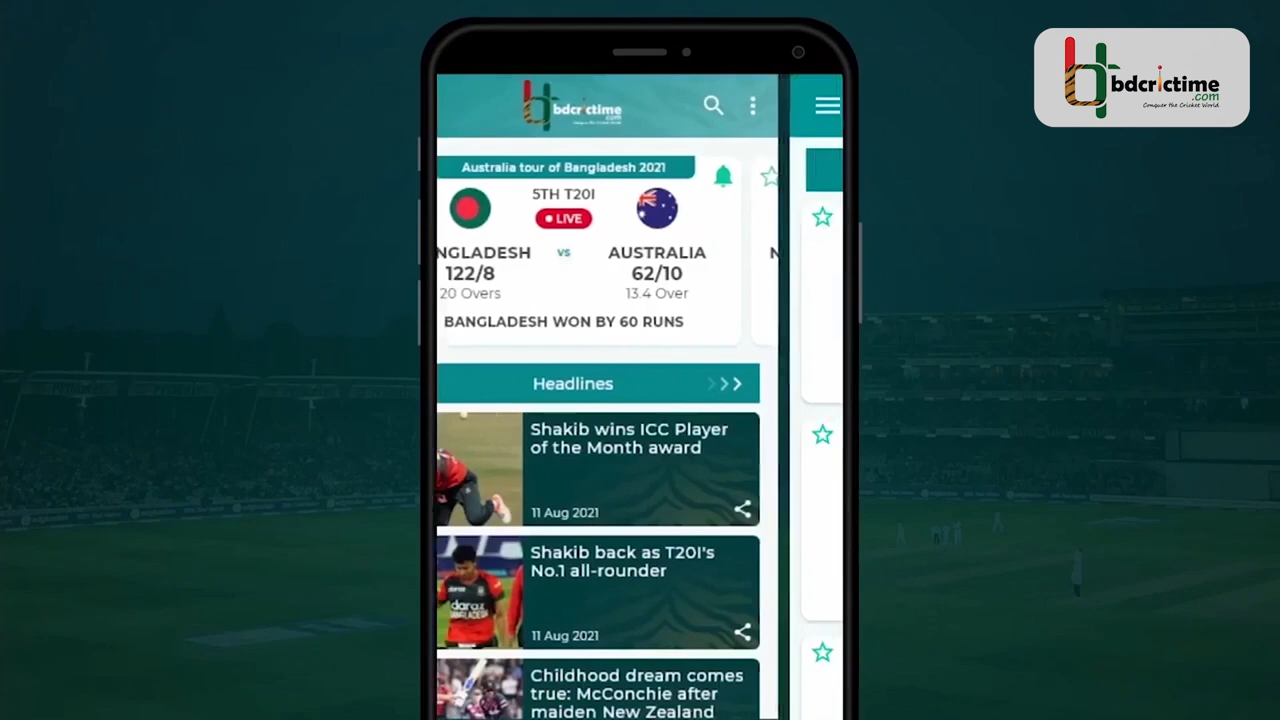 bdcrictime
.com
Conquer the Cricket World
bdcrictime
.com
Australia tour of Bangladesh 2021
5TH T20I
LIVE
NGLADESH
vs
AUSTRALIA
122/8
62/10
20 Overs
13.4 Over
BANGLADESH WON BY 60 RUNS
N
Headlines
Shakib wins ICC Player
of the Month award
11 Aug 2021
Shakib back as T20I's
No.1 all-rounder
11 Aug 2021
daraz
BANGLADESH
Childhood dream comes
true: McConchie after
maiden New Zealand